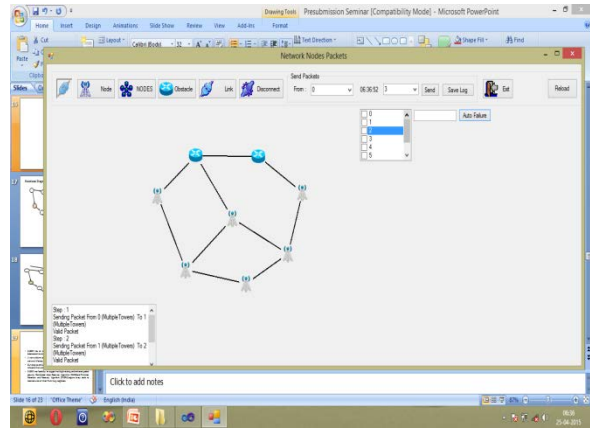 Drawing Tools Presubmission Seminar [Compatibility Mode] - Microsoft PowerPoint
Home Insert Design Animations Slide Show Review View Add-Ins Format
Cut Layout Calibri (Body) 32 Text Direction Shape Fill Find
Paste
Network Nodes Packets
Slides
Send Packets
Node NODES Obstacle Link Disconnect From : 0 06:36:52 3 Send Save Log Exit Reload
0
1
2
3
4
5
Auto Failure
Step : 1
Sending Packet From 0 (MultipleTowers) To 1
(MultipleTowers)
Valid Packet
Step : 2
Sending Packet From 1 (MultipleTowers) To 2
(MultipleTowers)
Valid Packet
Click to add notes
Slide 16 of 23 "Office Theme" English (India) 67%
06:36
25-04-2015